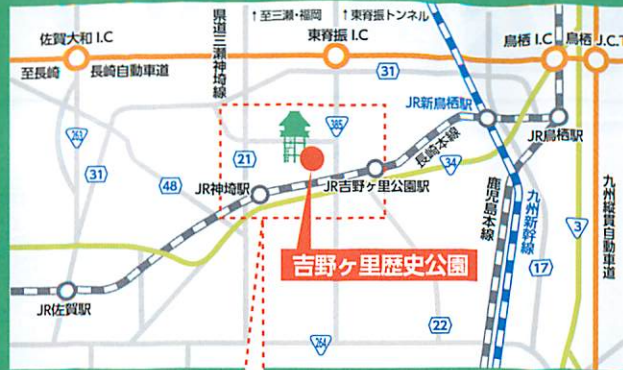 県道三瀬神埼線
↑至三瀬・福岡
↑東脊振トンネル
佐賀大和 I.C
東脊振 I.C
鳥栖 I.C
鳥栖 J.C.T
至長崎
長崎自動車道
31
JR新鳥栖駅
JR鳥栖駅
263
385
31
21
長崎本線
34
48
JR神埼駅
JR吉野ヶ里公園駅
鹿児島本線
九州新幹線
九州縦貫自動車道
3
吉野ヶ里歴史公園
17
JR佐賀駅
22
264